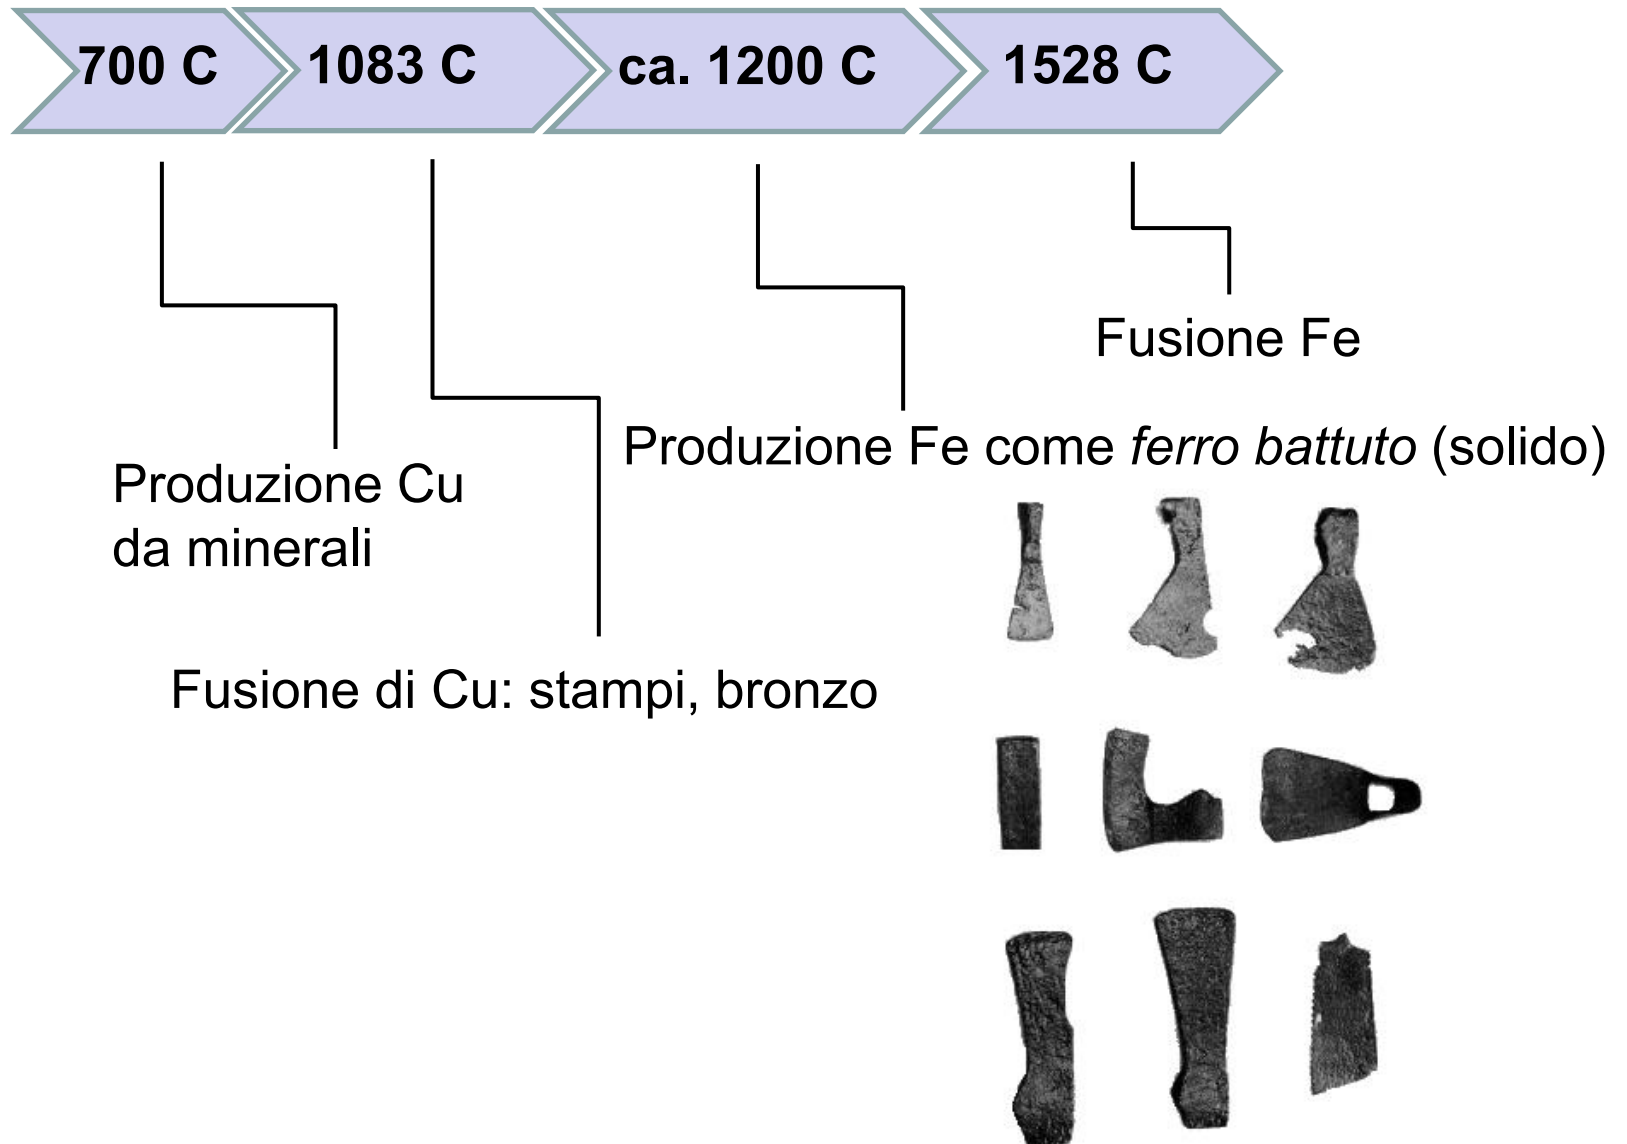 700 C
1083 C
ca. 1200 C
1528 C
Fusione Fe
Produzione Fe come ferro battuto (solido)
Produzione Cu
da minerali
Fusione di Cu: stampi, bronzo